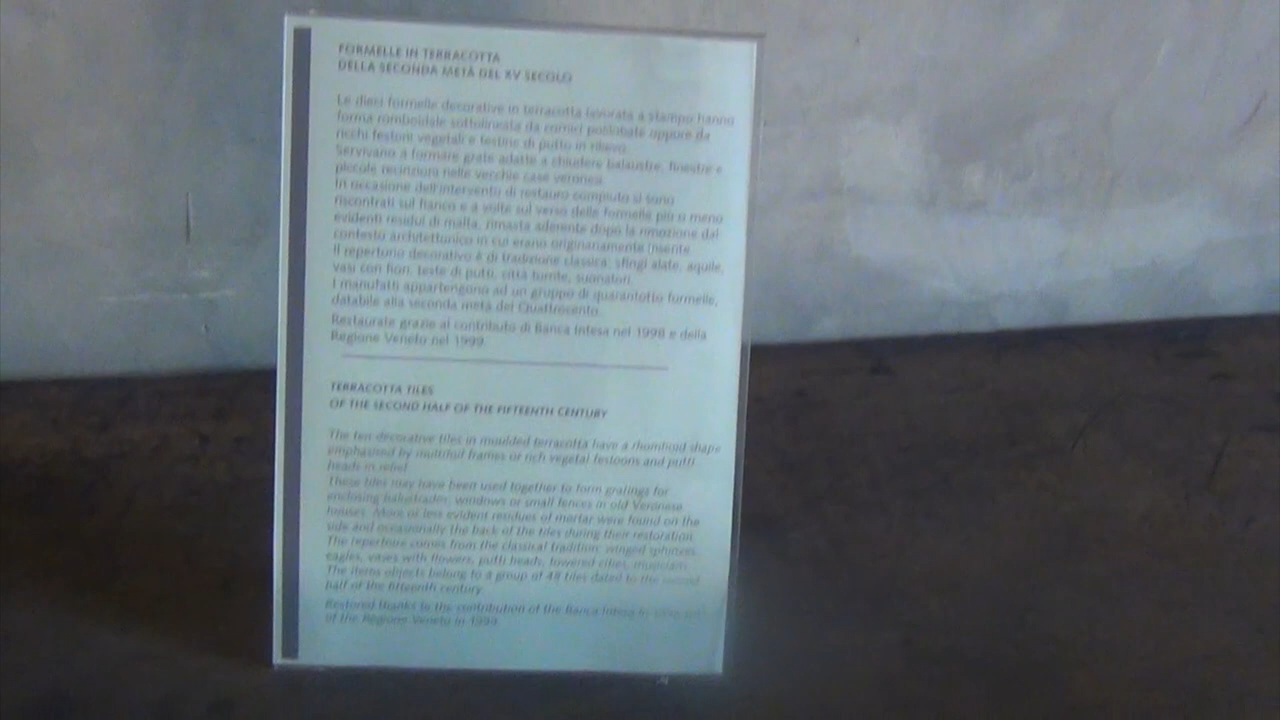 FORMELLE IN TERRACOTTA
DELLA SECONDA METÀ DEL XV SECOLO
Le dieci formelle decorative in terracotta lavorata a stampo hanno
forma romboidale sottolineata da cornici polilobate oppure da
ricchi festoni vegetali e testine di putto in rilievo.
Servivano a formare grate adatte a chiudere balaustre, finestre e
piccole recinzioni nelle vecchie case veronesi.
In occasione dell'intervento di restauro compiuto si sono
riscontrati sul fianco e a volte sul verso delle formelle più o meno
evidenti residui di malta, rimasta aderente dopo la rimozione dal
contesto architettonico in cui erano originariamente inserite.
Il repertorio decorativo è di tradizione classica: sfingi alate, aquile,
vasi con fiori, teste di putti, città turrite, suonatori.
I manufatti appartengono ad un gruppo di quarantotto formelle,
databile alla seconda metà del Quattrocento.
Restaurate grazie al contributo di Banca Intesa nel 1998 e della
Regione Veneto nel 1999.
TERRACOTTA TILES
OF THE SECOND HALF OF THE FIFTEENTH CENTURY
The ten decorative tiles in moulded terracotta have a rhomboid shape
emphasised by multifoil frames or rich vegetal festoons and putti
heads in relief.
These tiles may have been used together to form gratings for
enclosing balustrades, windows or small fences in old Veronese
houses. More or less evident residues of mortar were found on the
side and occasionally the back of the tiles during their restoration.
The repertoire comes from the classical tradition: winged sphinxes,
eagles, vases with flowers, putti heads, towered cities, musicians.
The items objects belong to a group of 48 tiles dated to the second
half of the fifteenth century.
Restored thanks to the contribution of the Banca Intesa in
of the Regione Veneto in 1999.